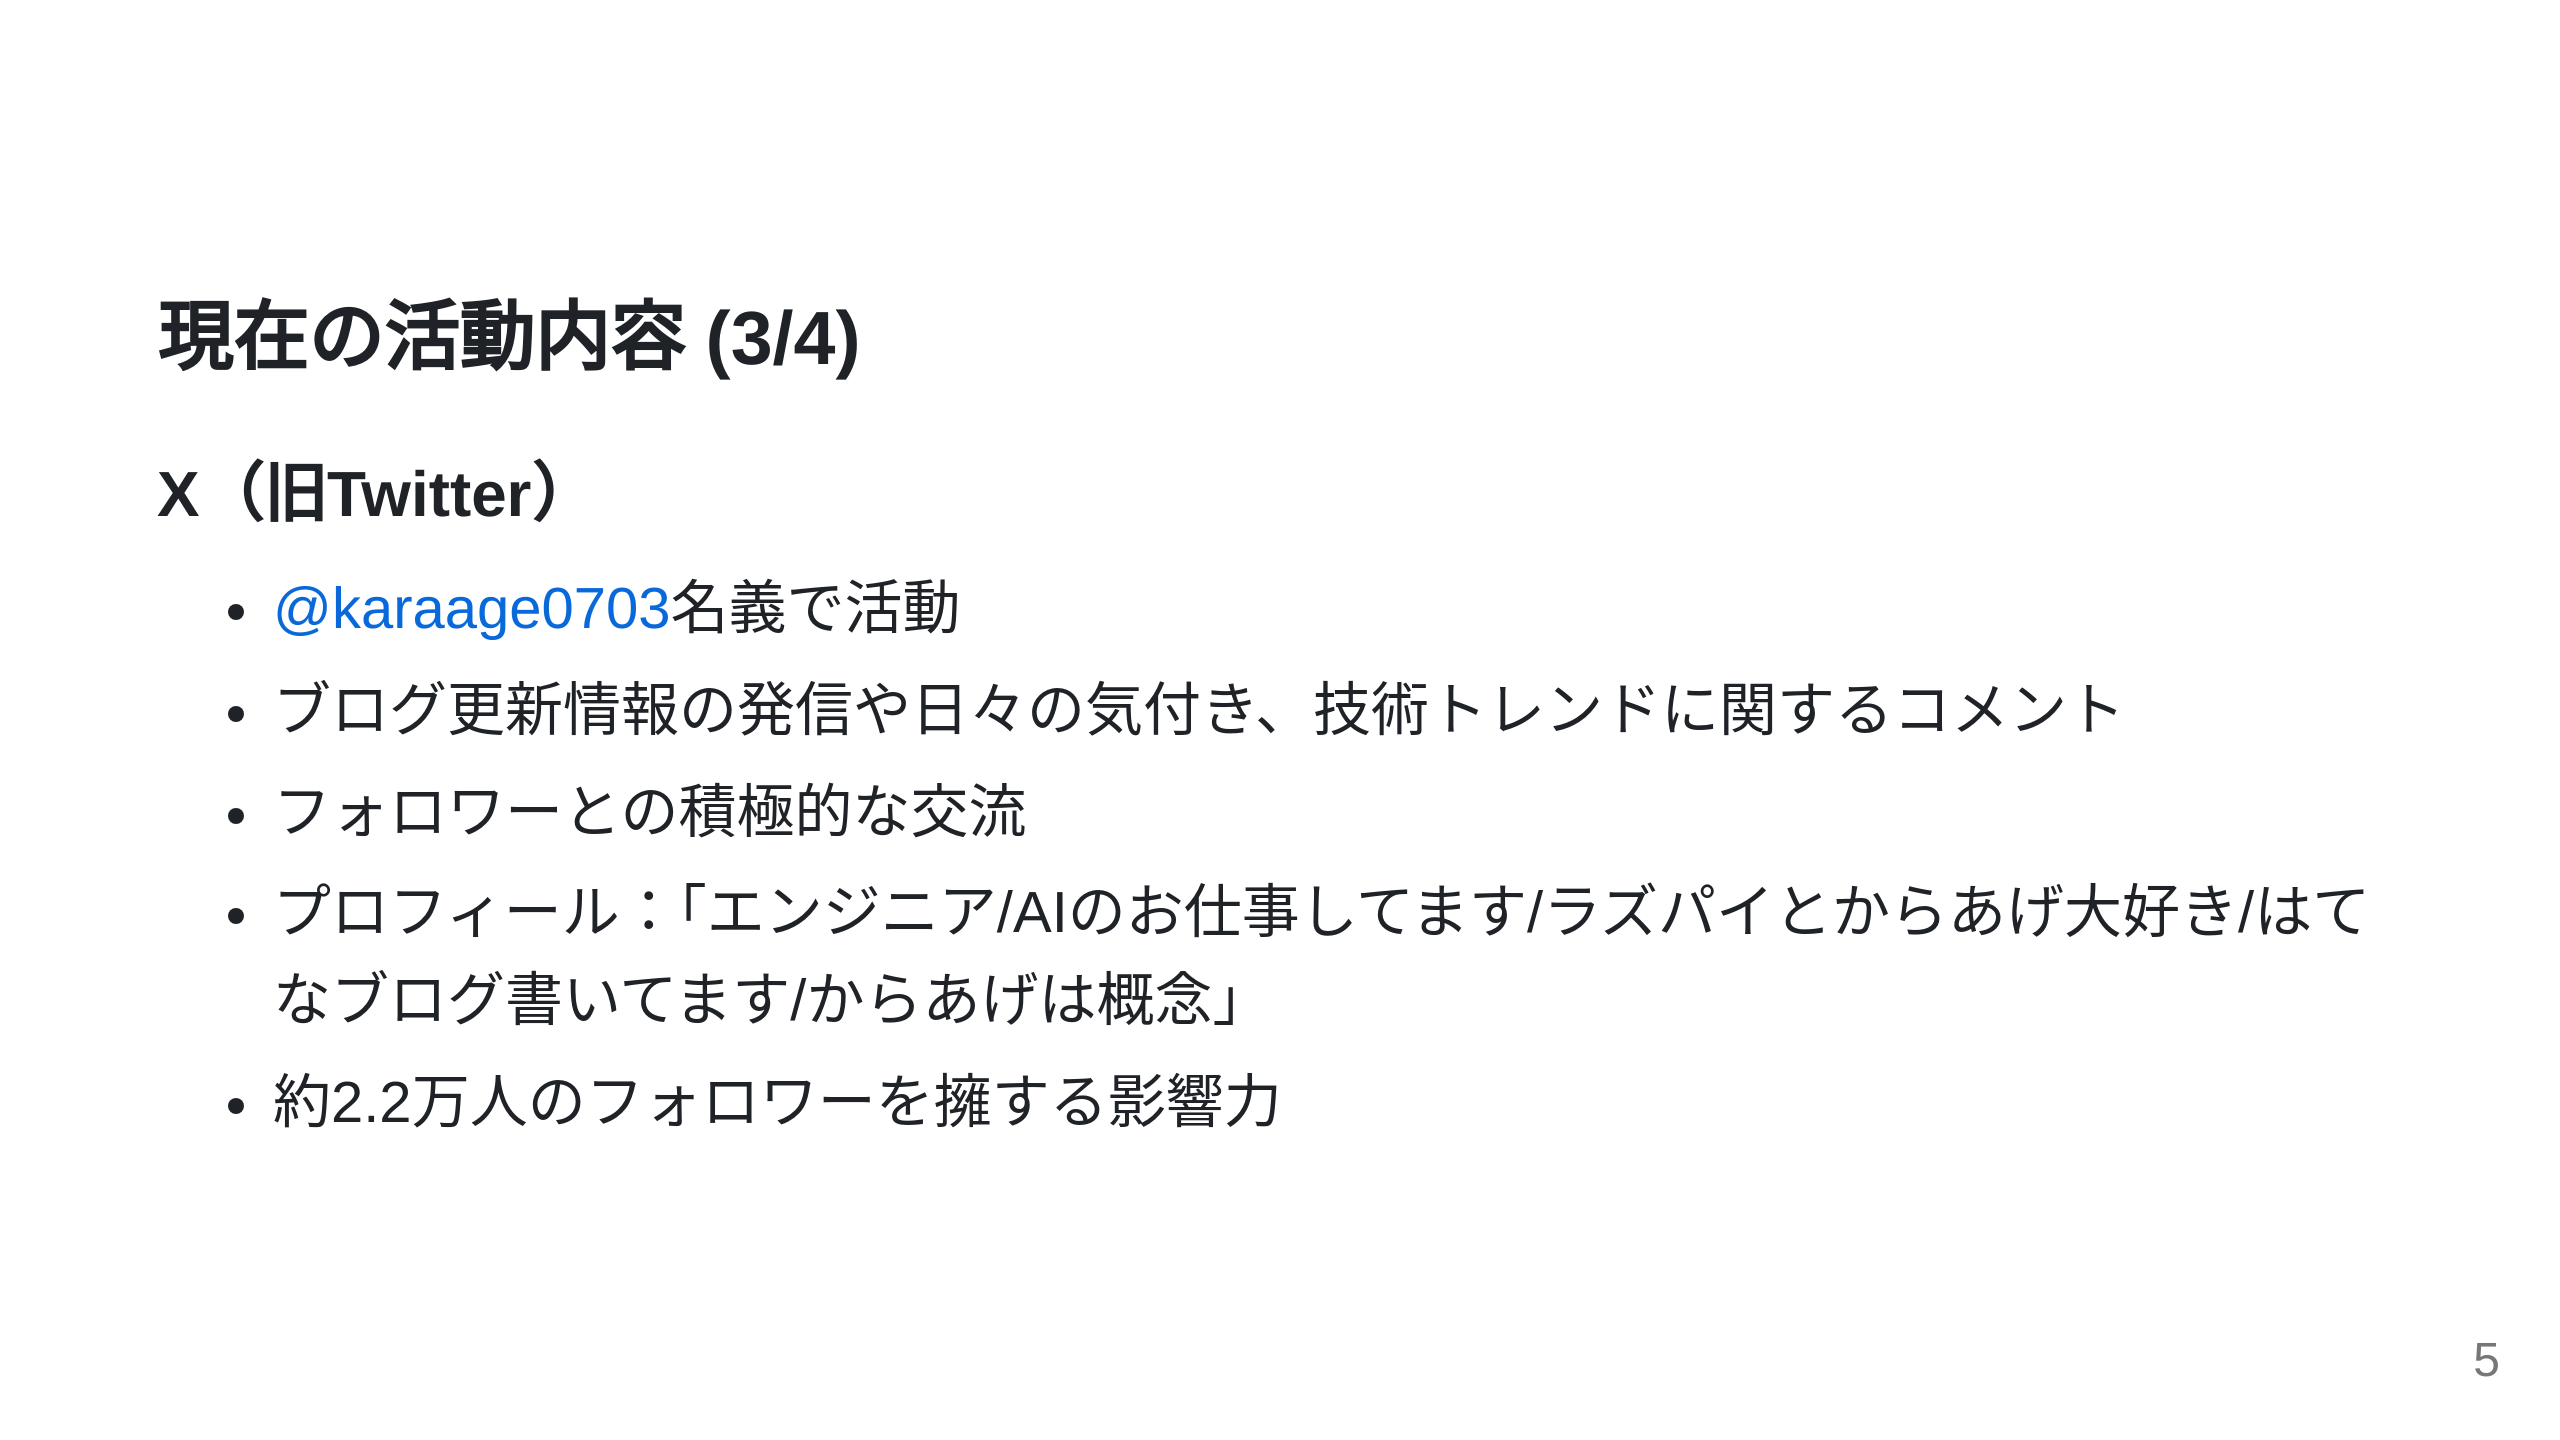 現在の活動内容 (3/4)
X（旧Twitter）
• @karaage0703名義で活動
• ブログ更新情報の発信や日々の気付き、技術トレンドに関するコメント
• フォロワーとの積極的な交流
• プロフィール：「エンジニア/AIのお仕事してます/ラズパイとからあげ大好き/はて
なブログ書いてます/からあげは概念」
• 約2.2万人のフォロワーを擁する影響力
5